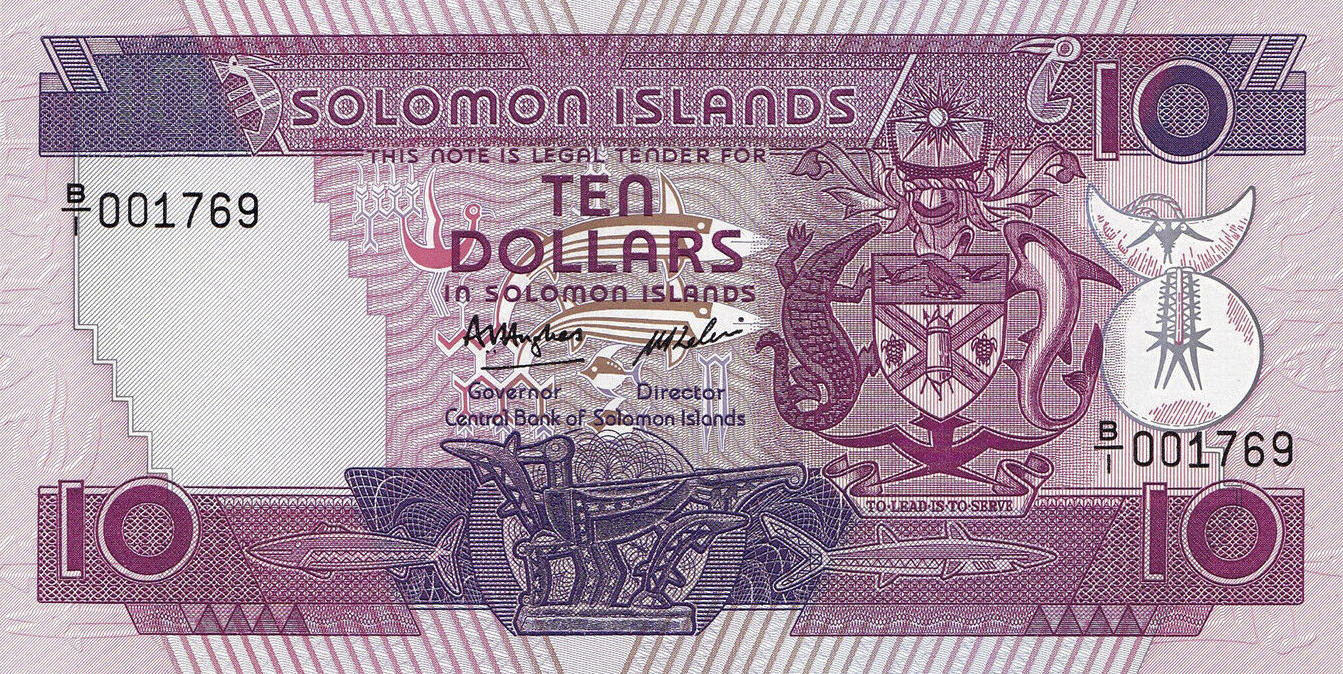 SOLOMON ISLANDS
10
THIS NOTE IS LEGAL TENDER FOR
TEN
DOLLARS
IN SOLOMON ISLANDS
B/1 001769
Governor Director
Central Bank of Solomon Islands
B/1 001769
TO·LEAD·IS·TO·SERVE
10
10